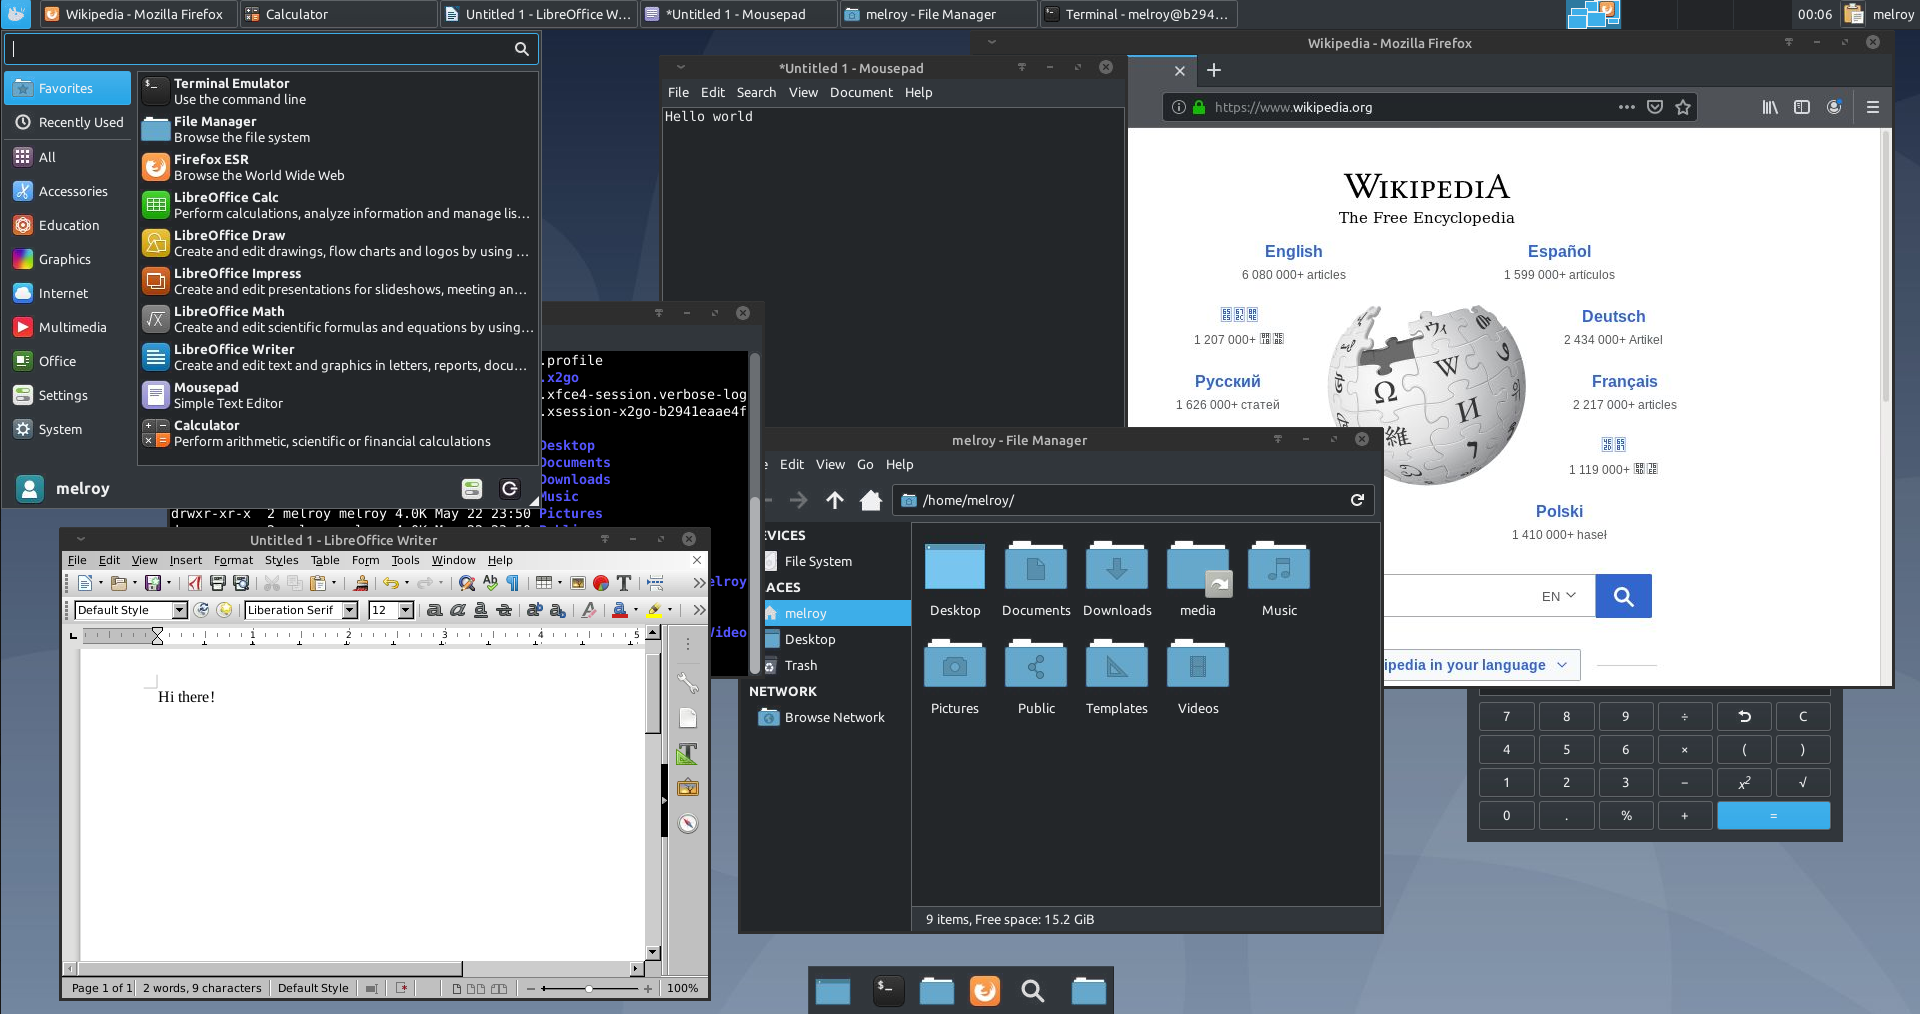 Wikipedia - Mozilla Firefox
Calculator
Untitled 1 - LibreOffice W...
*Untitled 1 - Mousepad
melroy - File Manager
Terminal - melroy@b294...
00:06
melroy
Favorites
Recently Used
All
Accessories
Education
Graphics
Internet
Multimedia
Office
Settings
System
Terminal Emulator
Use the command line
File Manager
Browse the file system
Firefox ESR
Browse the World Wide Web
LibreOffice Calc
Perform calculations, analyze information and manage lis...
LibreOffice Draw
Create and edit drawings, flow charts and logos by using ...
LibreOffice Impress
Create and edit presentations for slideshows, meeting an...
LibreOffice Math
Create and edit scientific formulas and equations by using...
LibreOffice Writer
Create and edit text and graphics in letters, reports, docu...
Mousepad
Simple Text Editor
Calculator
Perform arithmetic, scientific or financial calculations
melroy
*Untitled 1 - Mousepad
File Edit Search View Document Help
Hello world
Wikipedia - Mozilla Firefox
https://www.wikipedia.org
WIKIPEDIA
The Free Encyclopedia
English
6 080 000+ articles
Español
1 599 000+ artículos
1 207 000+
Deutsch
2 434 000+ Artikel
Русский
1 626 000+ статей
Français
2 217 000+ articles
1 119 000+
Polski
1 410 000+ haseł
EN
ipedia in your language
.profile
.x2go
.xfce4-session.verbose-log
.xsession-x2go-b2941eaae4f
Desktop
Documents
Downloads
Music
drwxr-xr-x 2 melroy melroy 4.0K May 22 23:50 Pictures
melroy - File Manager
Edit View Go Help
/home/melroy/
EVICES
File System
ACES
melroy
Desktop
Trash
NETWORK
Browse Network
Desktop Documents Downloads media Music
Pictures Public Templates Videos
9 items, Free space: 15.2 GiB
Untitled 1 - LibreOffice Writer
File Edit View Insert Format Styles Table Form Tools Window Help
Default Style Liberation Serif 12
1 2 3 4 5
Hi there!
Page 1 of 1 2 words, 9 characters Default Style 100%
7 8 9 ÷ C
4 5 6 × ( )
1 2 3 − x² √
0 . % + =